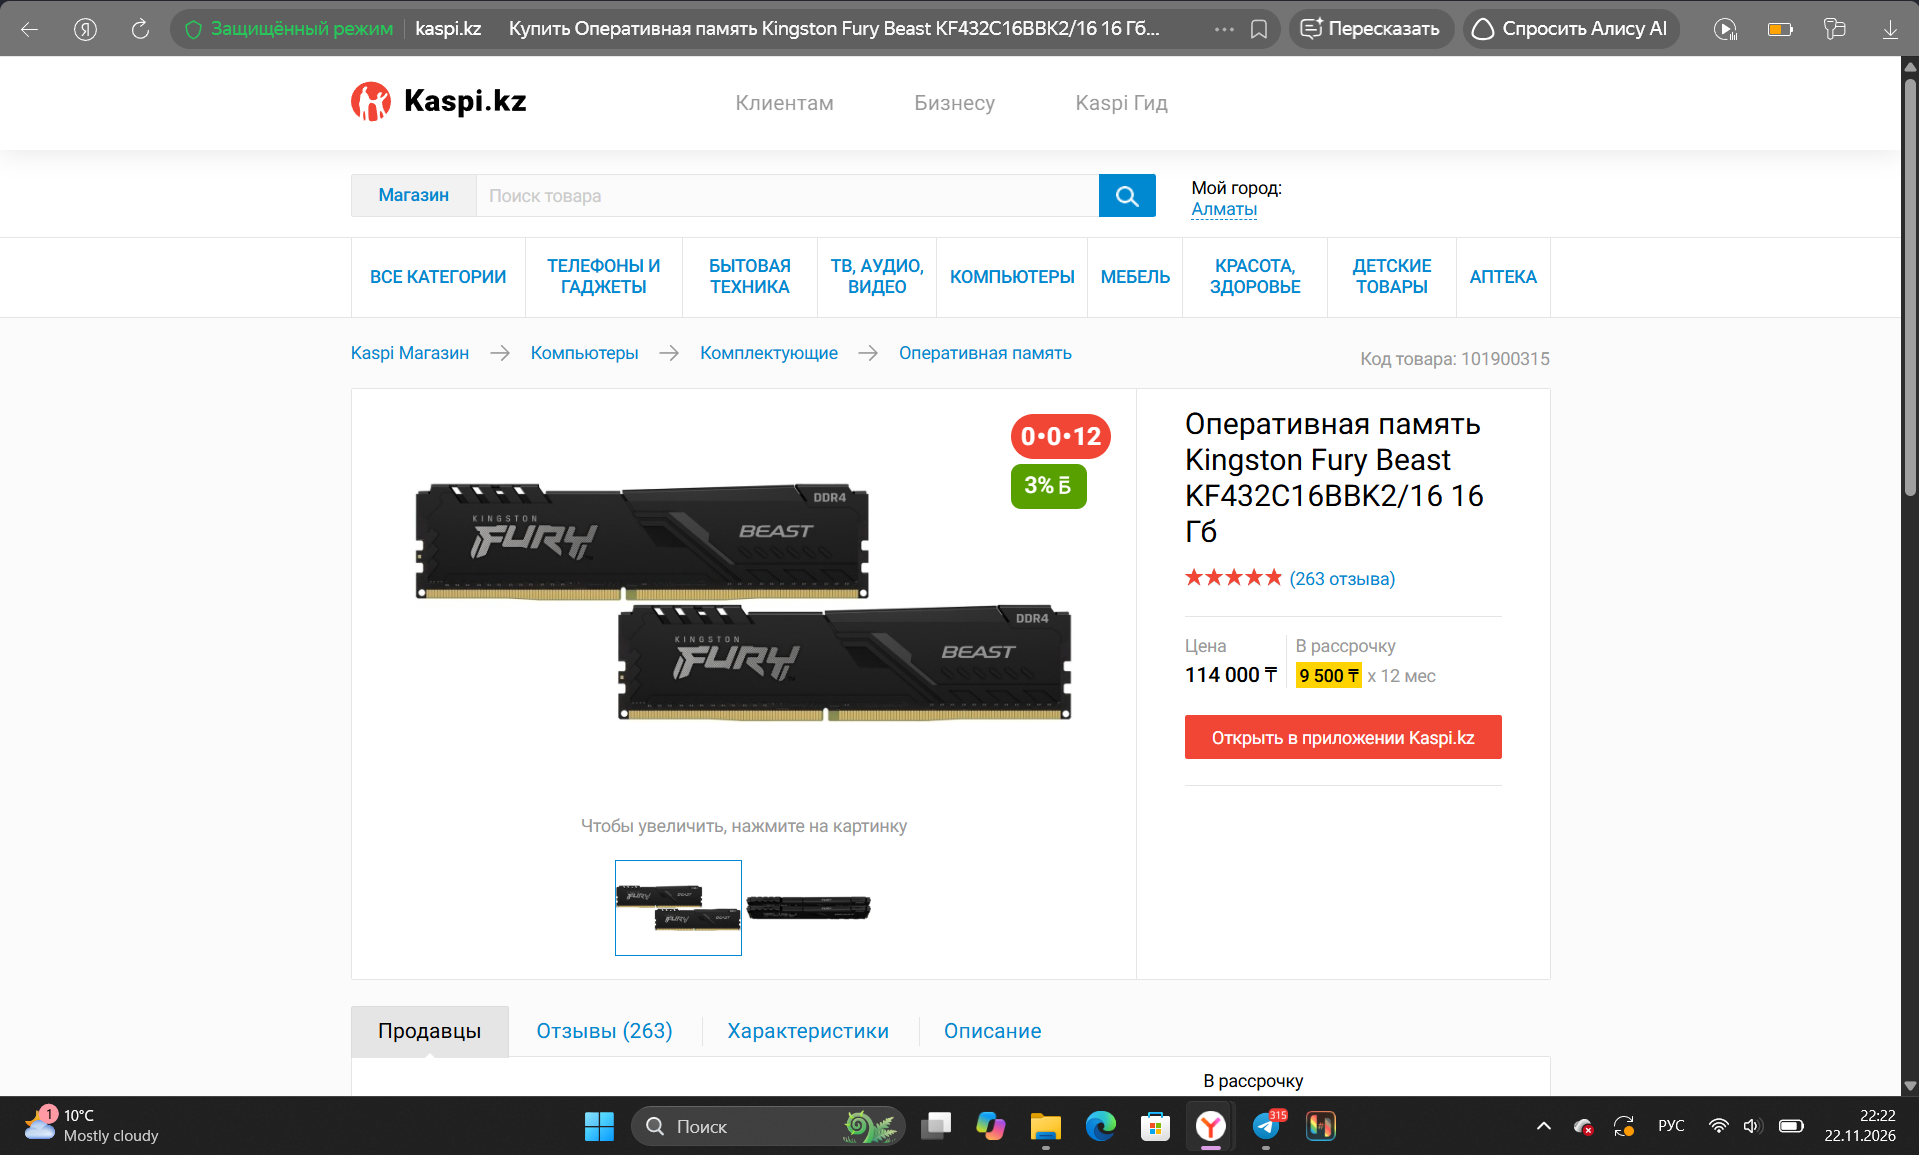 Защищённый режим
kaspi.kz
Купить Оперативная память Kingston Fury Beast KF432C16BBK2/16 16 Гб...
Пересказать
Спросить Алису AI
Kaspi.kz
Клиентам
Бизнесу
Kaspi Гид
Магазин
Поиск товара
Мой город:
Алматы
ВСЕ КАТЕГОРИИ
ТЕЛЕФОНЫ И
ГАДЖЕТЫ
БЫТОВАЯ
ТЕХНИКА
ТВ, АУДИО,
ВИДЕО
КОМПЬЮТЕРЫ
МЕБЕЛЬ
КРАСОТА,
ЗДОРОВЬЕ
ДЕТСКИЕ
ТОВАРЫ
АПТЕКА
Kaspi Магазин
Компьютеры
Комплектующие
Оперативная память
Код товара: 101900315
0•0•12
3% Б
DDR4
KINGSTON
FURY
BEAST
DDR4
KINGSTON
FURY
BEAST
Оперативная память
Kingston Fury Beast
KF432C16BBK2/16 16
Гб
(263 отзыва)
Цена
114 000 ₸
В рассрочку
9 500 ₸ x 12 мес
Открыть в приложении Kaspi.kz
Чтобы увеличить, нажмите на картинку
Продавцы
Отзывы (263)
Характеристики
Описание
В рассрочку
1
10°C
Mostly cloudy
Поиск
315
РУС
22:22
22.11.2026